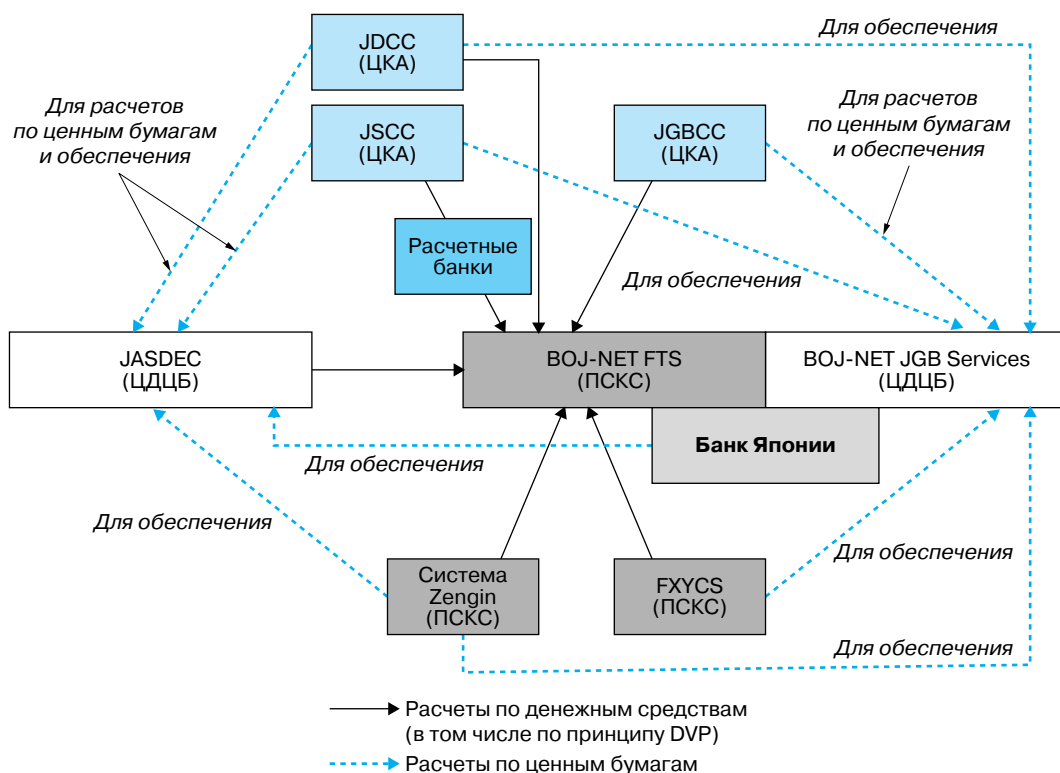 Для обеспечения
JDCC
(ЦКА)
Для расчетов
по ценным бумагам
и обеспечения
JSCC
(ЦКА)
JGBCC
(ЦКА)
Для расчетов
по ценным бумагам
и обеспечения
Расчетные
банки
Для обеспечения
JASDEC
(ЦДЦБ)
BOJ-NET FTS
(ПСКС)
BOJ-NET JGB Services
(ЦДЦБ)
Банк Японии
Для обеспечения
Для обеспечения
Система
Zengin
(ПСКС)
FXYCS
(ПСКС)
Для обеспечения
Для обеспечения
Расчеты по денежным средствам
(в том числе по принципу DVP)
Расчеты по ценным бумагам